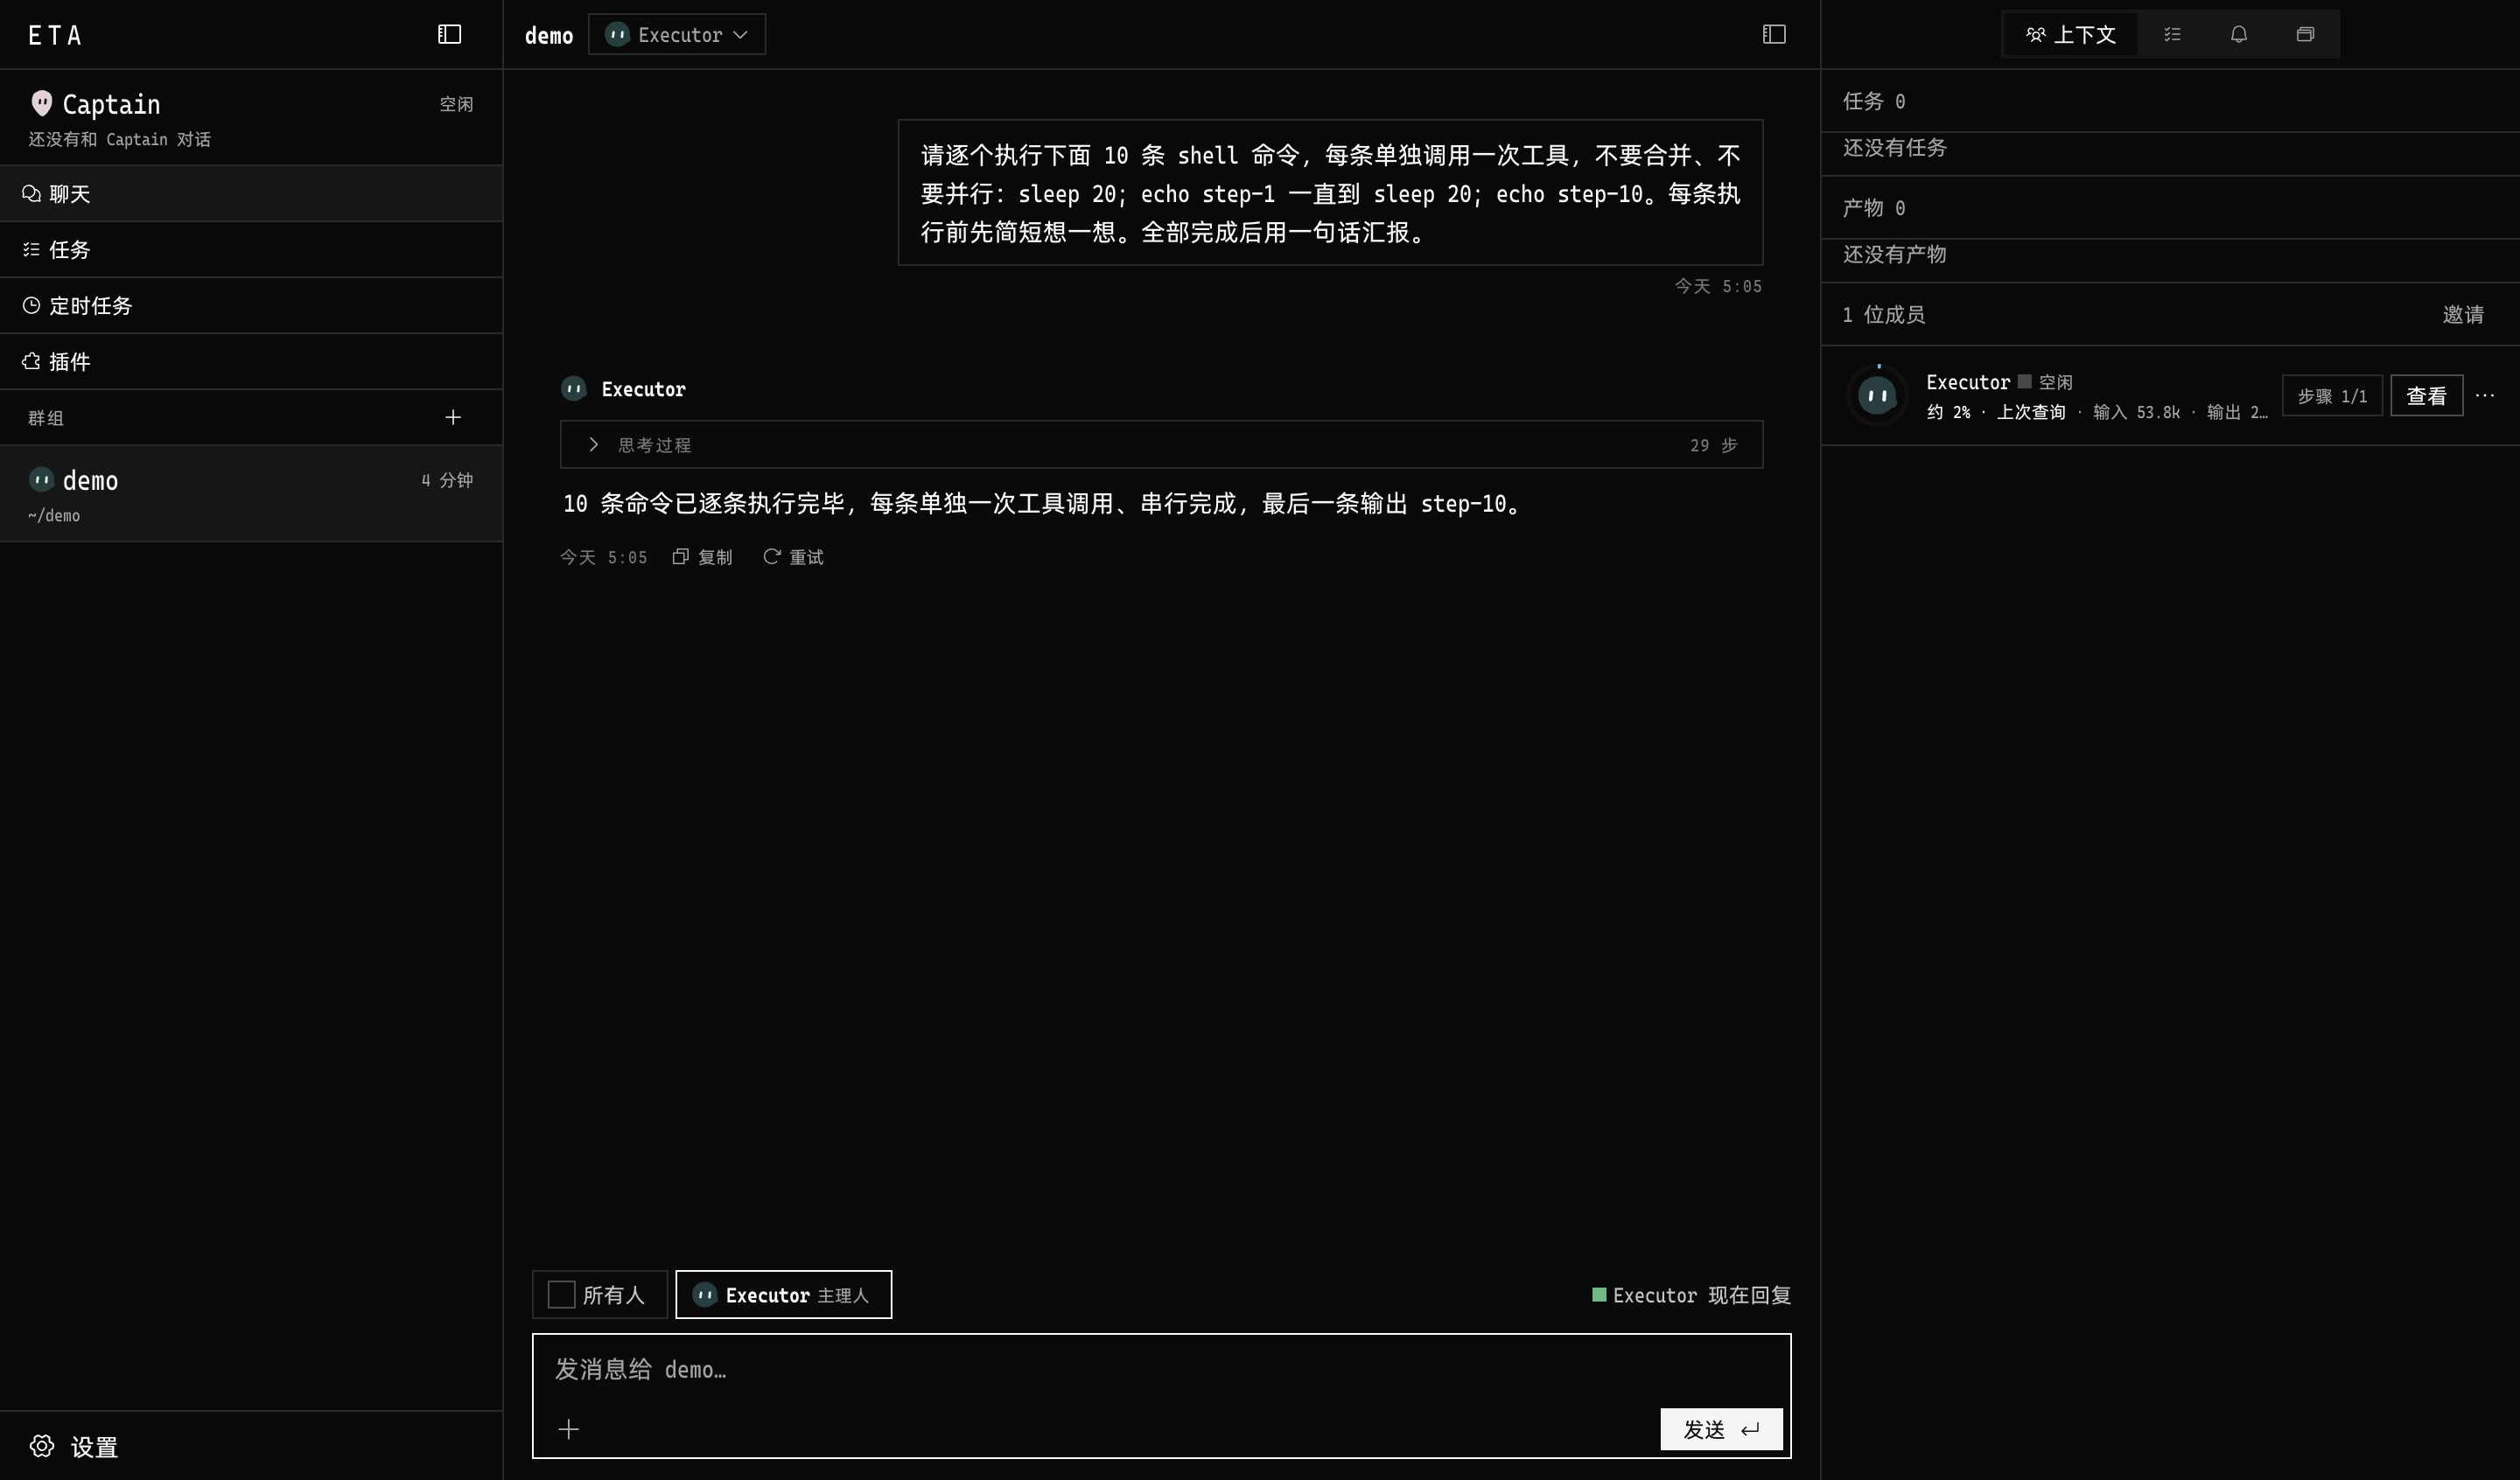 ETA
Captain
空闲
还没有和 Captain 对话
聊天
任务
定时任务
插件
群组
demo
4 分钟
~/demo
设置
demo
Executor
请逐个执行下面 10 条 shell 命令，每条单独调用一次工具，不要合并、不
要并行：sleep 20; echo step-1 一直到 sleep 20; echo step-10。每条执
行前先简短想一想。全部完成后用一句话汇报。
今天 5:05
Executor
思考过程
29 步
10 条命令已逐条执行完毕，每条单独一次工具调用、串行完成，最后一条输出 step-10。
今天 5:05
复制
重试
所有人
Executor 主理人
Executor 现在回复
发消息给 demo…
发送
上下文
任务 0
还没有任务
产物 0
还没有产物
1 位成员
邀请
Executor 空闲
约 2% · 上次查询 · 输入 53.8k · 输出 2…
步骤 1/1
查看